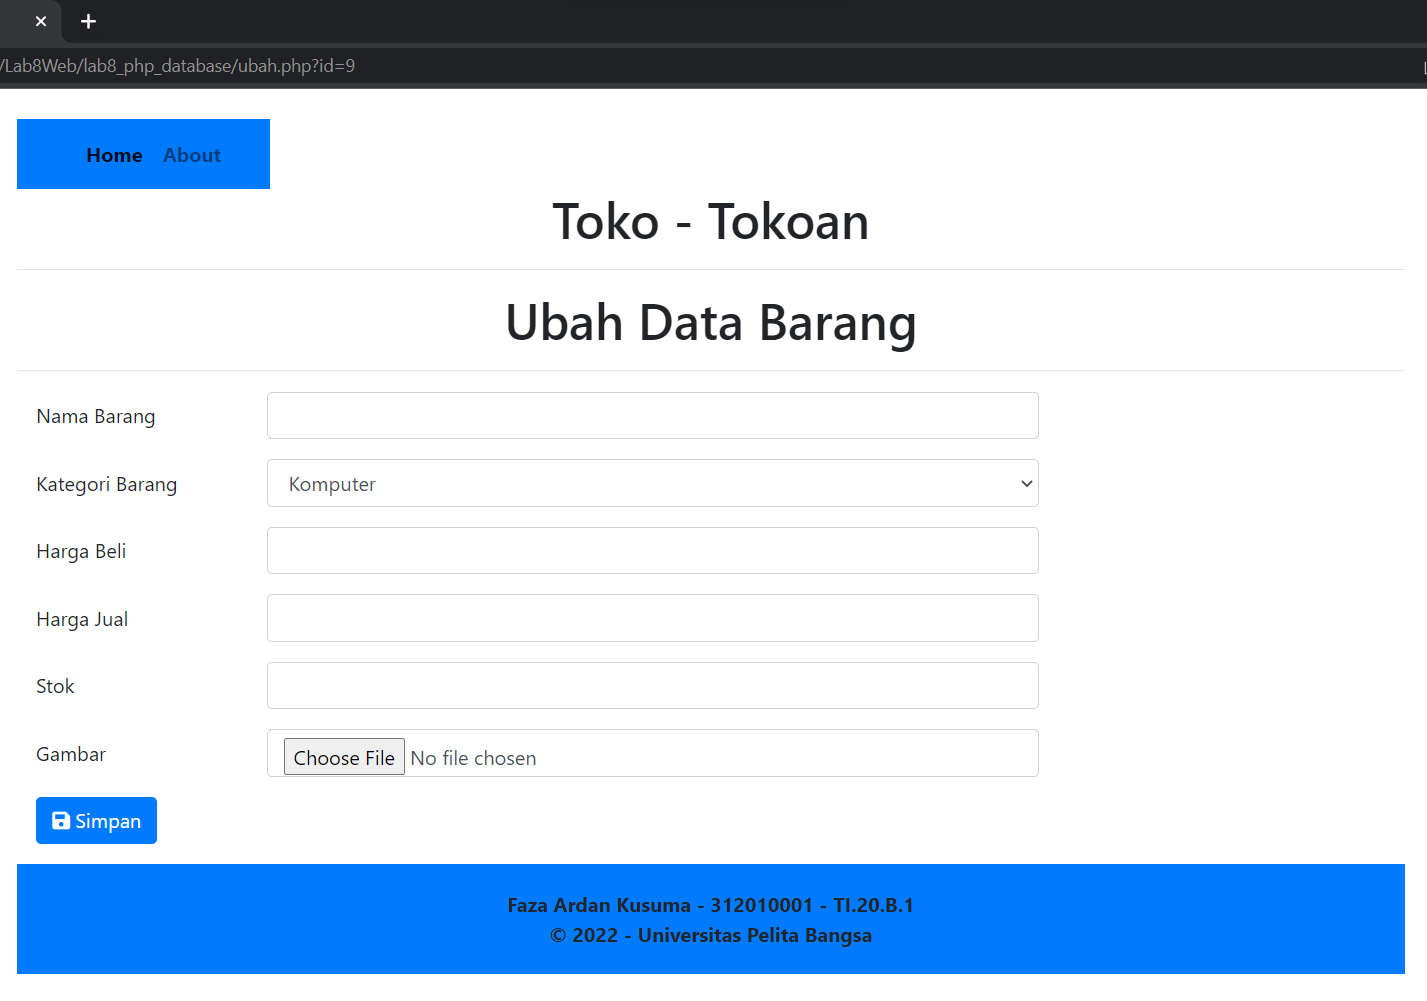 /Lab8Web/lab8_php_database/ubah.php?id=9
Home About
Toko - Tokoan
Ubah Data Barang
Nama Barang
Kategori Barang Komputer
Harga Beli
Harga Jual
Stok
Gambar Choose File No file chosen
Simpan
Faza Ardan Kusuma - 312010001 - TI.20.B.1
© 2022 - Universitas Pelita Bangsa